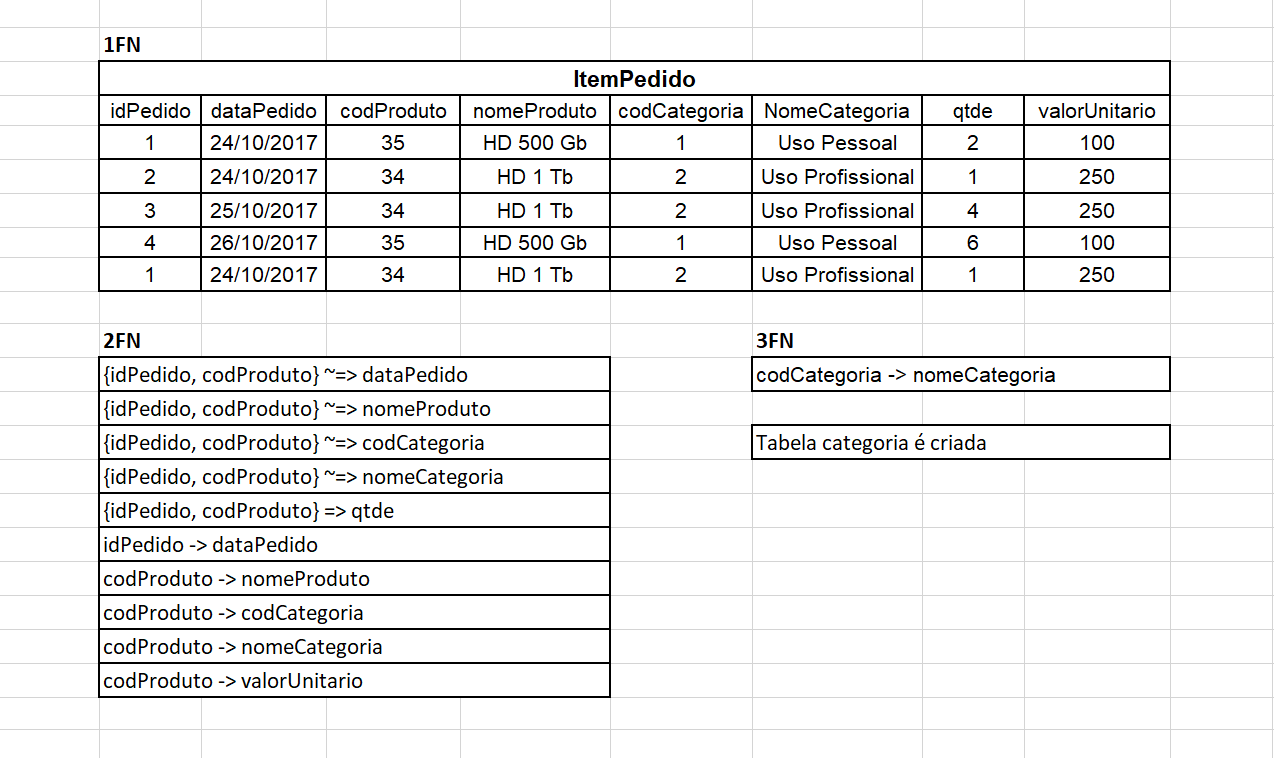 1FN
ItemPedido
idPedido dataPedido codProduto nomeProduto codCategoria NomeCategoria qtde valorUnitario
1 24/10/2017 35 HD 500 Gb 1 Uso Pessoal 2 100
2 24/10/2017 34 HD 1 Tb 2 Uso Profissional 1 250
3 25/10/2017 34 HD 1 Tb 2 Uso Profissional 4 250
4 26/10/2017 35 HD 500 Gb 1 Uso Pessoal 6 100
1 24/10/2017 34 HD 1 Tb 2 Uso Profissional 1 250
2FN
{idPedido, codProduto} ~=> dataPedido
{idPedido, codProduto} ~=> nomeProduto
{idPedido, codProduto} ~=> codCategoria
{idPedido, codProduto} ~=> nomeCategoria
{idPedido, codProduto} => qtde
idPedido -> dataPedido
codProduto -> nomeProduto
codProduto -> codCategoria
codProduto -> nomeCategoria
codProduto -> valorUnitario
3FN
codCategoria -> nomeCategoria
Tabela categoria é criada